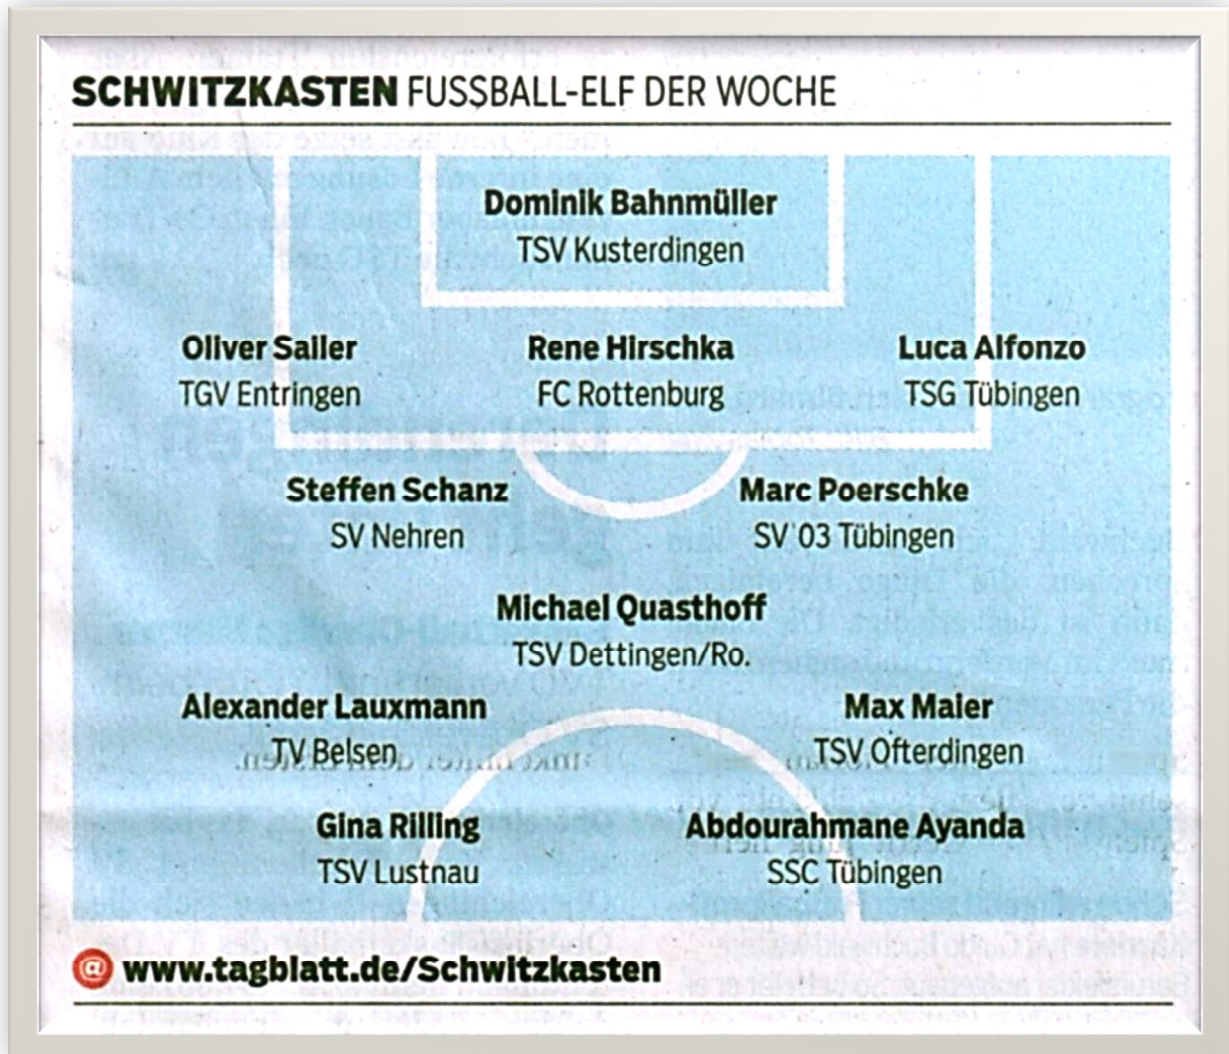 SCHWITZKASTEN FUSSBALL-ELF DER WOCHE
Dominik Bahnmüller
TSV Kusterdingen
Oliver Sailer Rene Hirschka Luca Alfonzo
TGV Entringen FC Rottenburg TSG Tübingen
Steffen Schanz Marc Poerschke
SV Nehren SV 03 Tübingen
Michael Quasthoff
TSV Dettingen/Ro.
Alexander Lauxmann Max Maier
TV Belsen TSV Ofterdingen
Gina Rilling Abdourahmane Ayanda
TSV Lustnau SSC Tübingen
@ www.tagblatt.de/Schwitzkasten